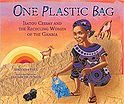 ONE PLASTIC BAG
ISATOU CEESAY
AND THE
RECYCLING WOMEN
OF THE GAMBIA